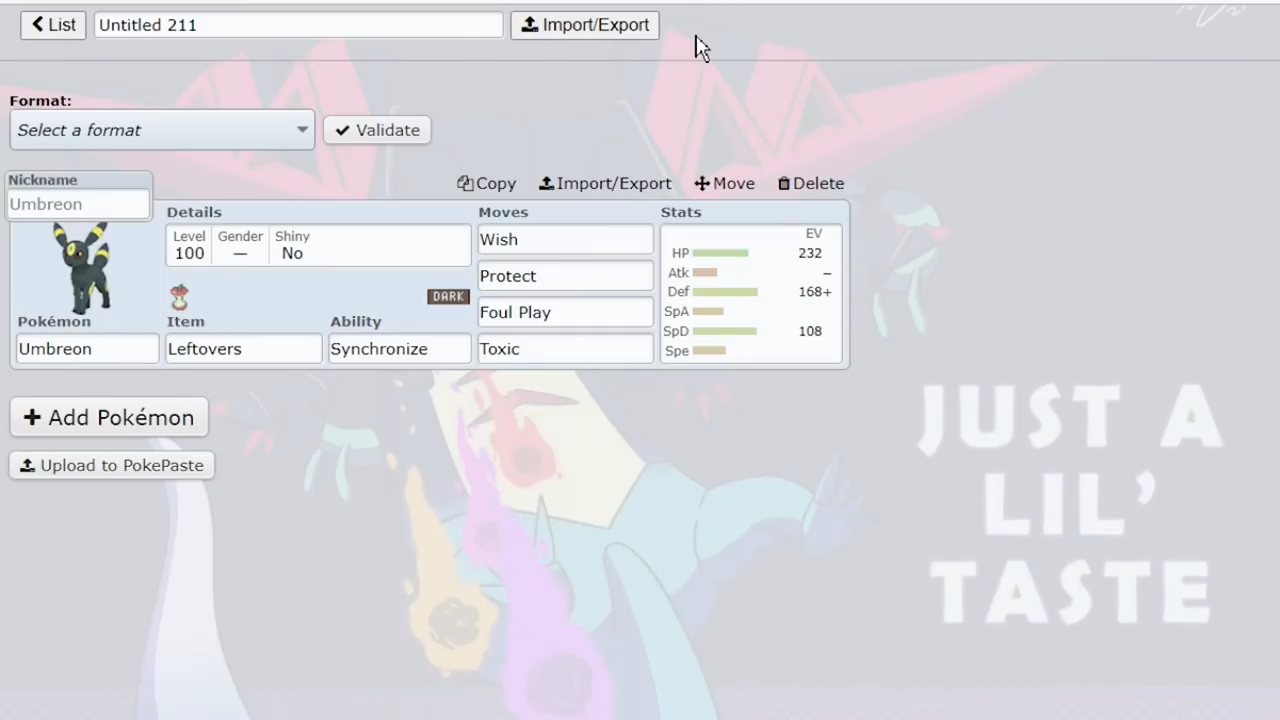 List
Untitled 211
Import/Export
Format:
Select a format
Validate
Nickname
Umbreon
Copy
Import/Export
Move
Delete
Details
Moves
Stats
Level
Gender
Shiny
100
—
No
DARK
Pokémon
Item
Ability
Umbreon
Leftovers
Synchronize
Wish
Protect
Foul Play
Toxic
EV
HP 232
Atk –
Def 168+
SpA
SpD 108
Spe
Add Pokémon
Upload to PokePaste
JUST A
LIL'
TASTE